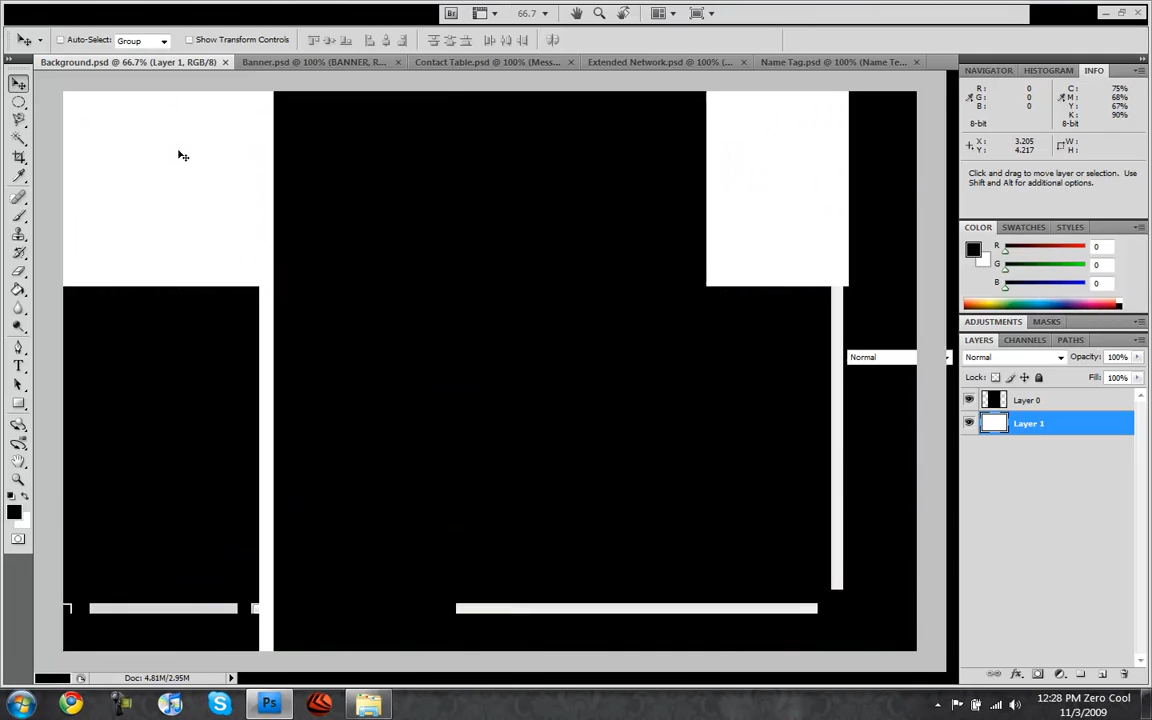 Br 66.7
Auto-Select: Group Show Transform Controls
Background.psd @ 66.7% (Layer 1, RGB/8) x Banner.psd @ 100% (BANNER, R... x Contact Table.psd @ 100% (Mess... x Extended Network.psd @ 100% (... x Name Tag.psd @ 100% (Name Te... x
NAVIGATOR HISTOGRAM INFO
R: 0 C: 75%
G: 0 M: 68%
B: 0 Y: 67%
K: 90%
8-bit 8-bit
X: 3.205 W:
Y: 4.217 H:
Click and drag to move layer or selection. Use
Shift and Alt for additional options.
COLOR SWATCHES STYLES
R 0
G 0
B 0
ADJUSTMENTS MASKS
LAYERS CHANNELS PATHS
Normal
Normal Opacity: 100%
Lock: Fill: 100%
Layer 0
Layer 1
T
Doc: 4.81M/2.95M
Ps
12:28 PM Zero Cool
11/3/2009